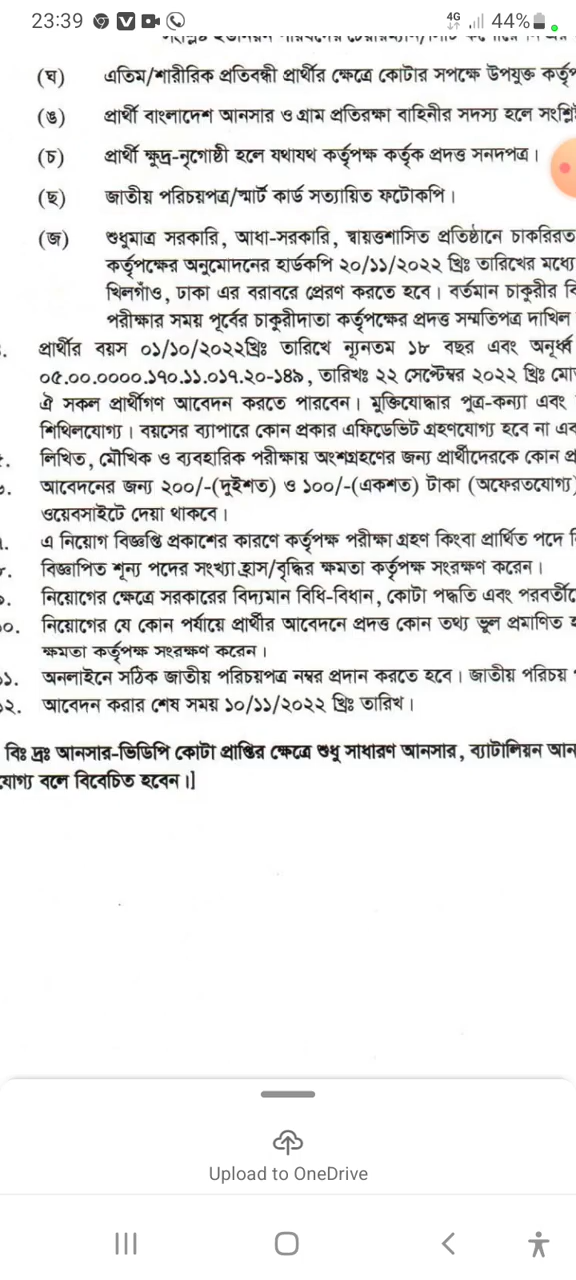 23:39 4G 44%
(ঘ) এতিম/শারীরিক প্রতিবন্ধী প্রার্থীর ক্ষেত্রে কোটার সপক্ষে উপযুক্ত
(ঙ) প্রার্থী বাংলাদেশ আনসার ও গ্রাম প্রতিরক্ষা বাহিনীর সদস্য হলে
(চ) প্রার্থী ক্ষুদ্র-নৃগোষ্ঠী হলে যথাযথ কর্তৃপক্ষ কর্তৃক প্রদত্ত সনদপত্র।
(ছ) জাতীয় পরিচয়পত্র/স্মার্ট কার্ড সত্যায়িত ফটোকপি।
(জ) শুধুমাত্র সরকারি, আধা-সরকারি, স্বায়ত্তশাসিত প্রতিষ্ঠানে চাকরিরত
কর্তৃপক্ষের অনুমোদনের হার্ডকপি ২০/১১/২০২২ খ্রিঃ তারিখের মধ্যে
খিলগাঁও, ঢাকা এর বরাবরে প্রেরণ করতে হবে। বর্তমান চাকুরীর
পরীক্ষার সময় পূর্বের চাকুরীদাতা কর্তৃপক্ষের প্রদত্ত সম্মতিপত্র দাখিল
প্রার্থীর বয়স ০১/১০/২০২২খ্রিঃ তারিখে ন্যূনতম ১৮ বছর এবং অনূর্ধ্ব
০৫.০০.০০০০.১৭০.১১.০১৭.২০-১৪৯, তারিখঃ ২২ সেপ্টেম্বর ২০২২ খ্রিঃ
ঐ সকল প্রার্থীগণ আবেদন করতে পারবেন। মুক্তিযোদ্ধার পুত্র-কন্যা এবং
শিথিলযোগ্য। বয়সের ব্যাপারে কোন প্রকার এফিডেভিট গ্রহণযোগ্য হবে না
লিখিত, মৌখিক ও ব্যবহারিক পরীক্ষায় অংশগ্রহণের জন্য প্রার্থীদেরকে কোন
আবেদনের জন্য ২০০/-(দুইশত) ও ১০০/-(একশত) টাকা (অফেরতযোগ্য)
ওয়েবসাইটে দেয়া থাকবে।
এ নিয়োগ বিজ্ঞপ্তি প্রকাশের কারণে কর্তৃপক্ষ পরীক্ষা গ্রহণ কিংবা প্রার্থিত পদে
বিজ্ঞাপিত শূন্য পদের সংখ্যা হ্রাস/বৃদ্ধির ক্ষমতা কর্তৃপক্ষ সংরক্ষণ করেন।
নিয়োগের ক্ষেত্রে সরকারের বিদ্যমান বিধি-বিধান, কোটা পদ্ধতি এবং পরবর্তীতে
নিয়োগের যে কোন পর্যায়ে প্রার্থীর আবেদনে প্রদত্ত কোন তথ্য ভুল প্রমাণিত
ক্ষমতা কর্তৃপক্ষ সংরক্ষণ করেন।
অনলাইনে সঠিক জাতীয় পরিচয়পত্র নম্বর প্রদান করতে হবে। জাতীয় পরিচয়
আবেদন করার শেষ সময় ১০/১১/২০২২ খ্রিঃ তারিখ।
বিঃ দ্রঃ আনসার-ভিডিপি কোটা প্রাপ্তির ক্ষেত্রে শুধু সাধারণ আনসার, ব্যাটালিয়ন
বলে বিবেচিত হবেন।]
Upload to OneDrive